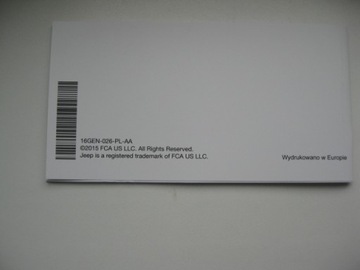 16GEN-026-PL-AA
©2015 FCA US LLC. All Rights Reserved.
Jeep is a registered trademark of FCA US LLC.
Wydrukowano w Europie